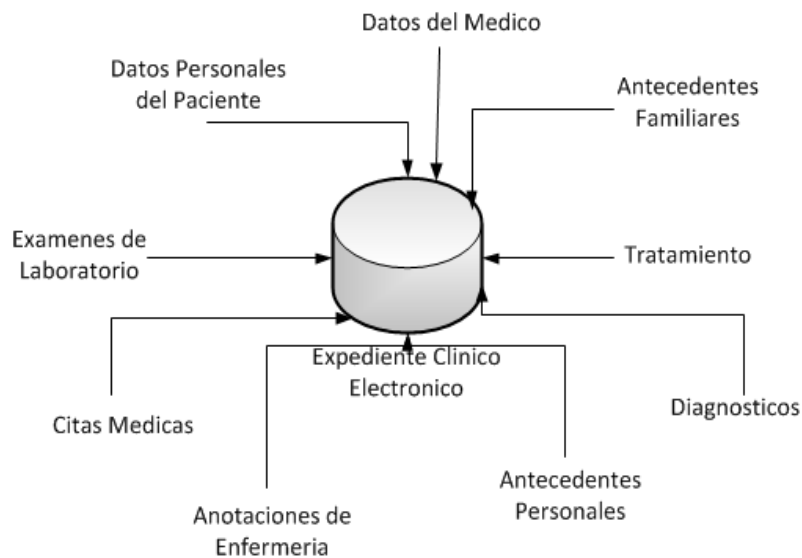 Datos del Medico
Datos Personales
del Paciente
Antecedentes
Familiares
Examenes de
Laboratorio
Tratamiento
Expediente Clinico
Electronico
Citas Medicas
Diagnosticos
Antecedentes
Personales
Anotaciones de
Enfermeria